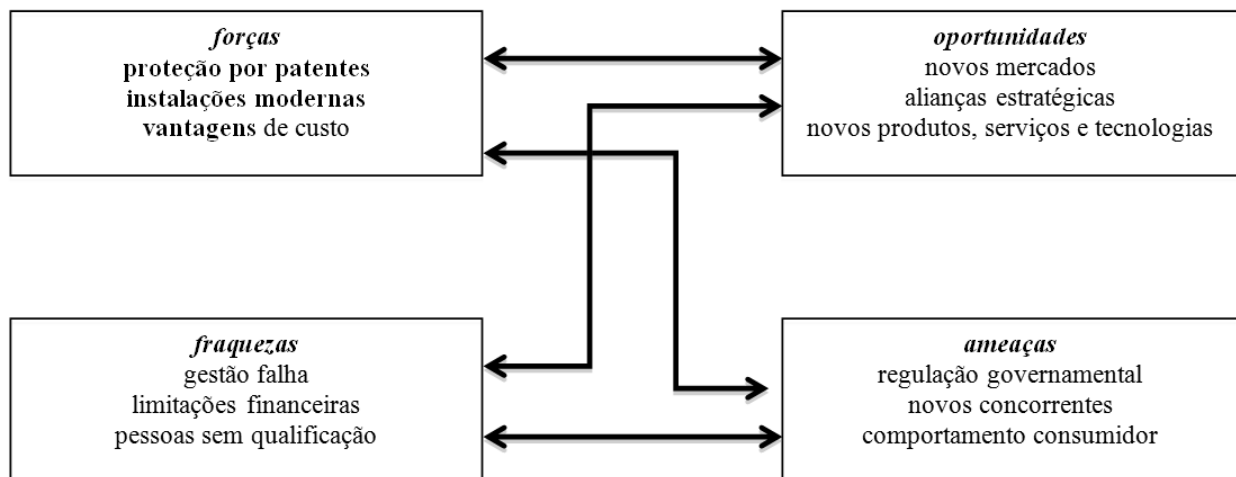 forças
proteção por patentes
instalações modernas
vantagens de custo
oportunidades
novos mercados
alianças estratégicas
novos produtos, serviços e tecnologias
fraquezas
gestão falha
limitações financeiras
pessoas sem qualificação
ameaças
regulação governamental
novos concorrentes
comportamento consumidor